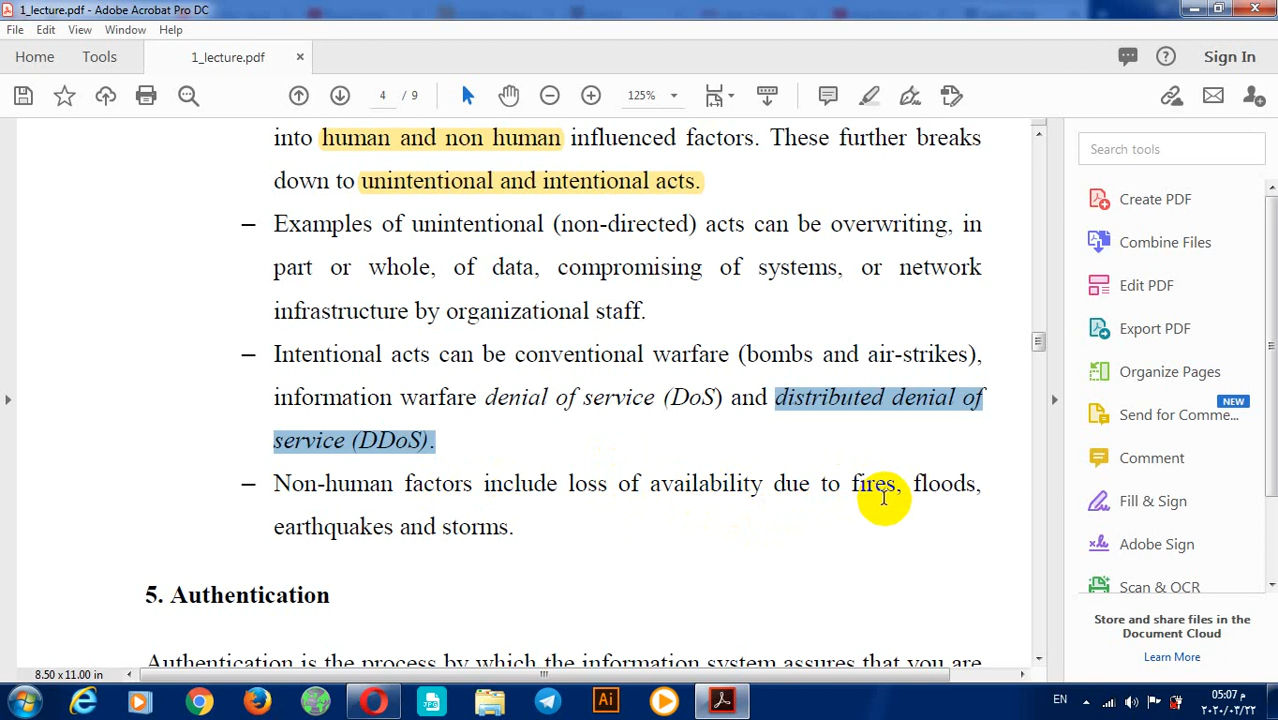 1_lecture.pdf - Adobe Acrobat Pro DC
File Edit View Window Help
Home Tools 1_lecture.pdf × Sign In
4 / 9 125%
into human and non human influenced factors. These further breaks
down to unintentional and intentional acts.
– Examples of unintentional (non-directed) acts can be overwriting, in
part or whole, of data, compromising of systems, or network
infrastructure by organizational staff.
– Intentional acts can be conventional warfare (bombs and air-strikes),
information warfare denial of service (DoS) and distributed denial of
service (DDoS).
– Non-human factors include loss of availability due to fires, floods,
earthquakes and storms.
5. Authentication
Authentication is the process by which the information system assures that you are
8.50 x 11.00 in
Search tools
Create PDF
Combine Files
Edit PDF
Export PDF
Organize Pages
NEW
Send for Comme...
Comment
Fill & Sign
Adobe Sign
Scan & OCR
Store and share files in the
Document Cloud
Learn More
JPG
Ai
EN
05:07 م
٢٠٢٠/٠٣/٢٢